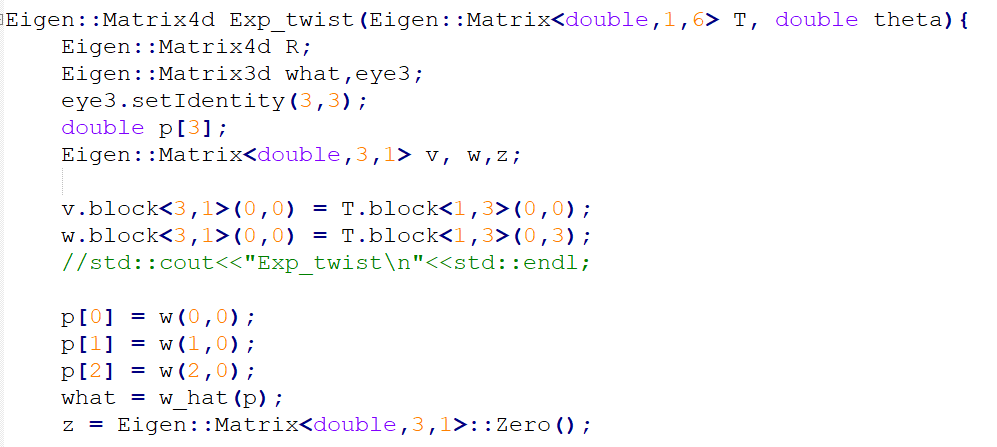 Eigen::Matrix4d Exp_twist(Eigen::Matrix<double,1,6> T, double theta){
    Eigen::Matrix4d R;
    Eigen::Matrix3d what,eye3;
    eye3.setIdentity(3,3);
    double p[3];
    Eigen::Matrix<double,3,1> v, w,z;
    v.block<3,1>(0,0) = T.block<1,3>(0,0);
    w.block<3,1>(0,0) = T.block<1,3>(0,3);
    //std::cout<<"Exp_twist\n"<<std::endl;
    p[0] = w(0,0);
    p[1] = w(1,0);
    p[2] = w(2,0);
    what = w_hat(p);
    z = Eigen::Matrix<double,3,1>::Zero();